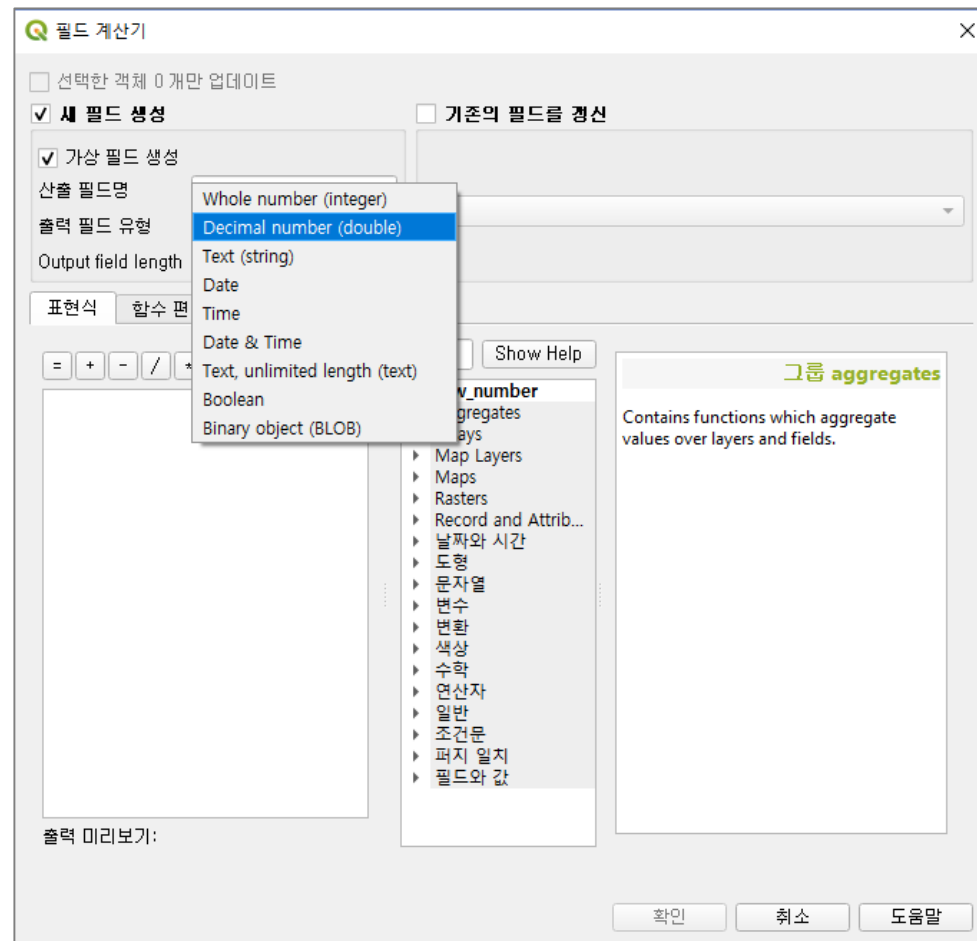 필드 계산기
선택한 객체 0 개만 업데이트
새 필드 생성
기존의 필드를 갱신
가상 필드 생성
산출 필드명
출력 필드 유형
Output field length
Whole number (integer)
Decimal number (double)
Text (string)
Date
Time
Date & Time
Text, unlimited length (text)
Boolean
Binary object (BLOB)
표현식
함수 편
= + - / *
Show Help
_number
Map Layers
Maps
Rasters
Record and Attrib...
날짜와 시간
도형
문자열
변수
변환
색상
수학
연산자
일반
조건문
퍼지 일치
필드와 값
그룹 aggregates
Contains functions which aggregate
values over layers and fields.
출력 미리보기:
확인
취소
도움말